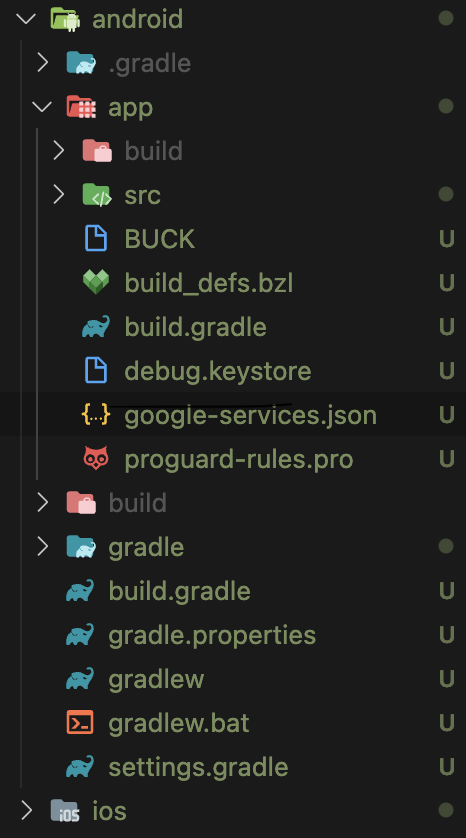 android
.gradle
app
build
src
BUCK U
build_defs.bzl U
build.gradle U
debug.keystore U
{...} google-services.json U
proguard-rules.pro U
build
gradle
build.gradle U
gradle.properties U
gradlew U
gradlew.bat U
settings.gradle U
iOS ios